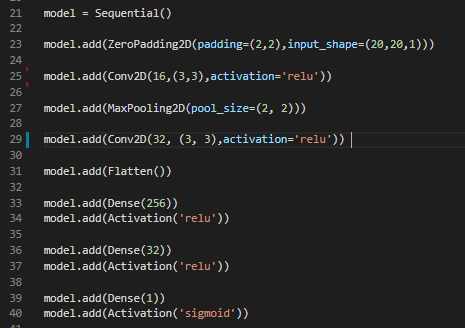 21 model = Sequential()
22
23 model.add(ZeroPadding2D(padding=(2,2),input_shape=(20,20,1)))
24
25 model.add(Conv2D(16,(3,3),activation='relu'))
26
27 model.add(MaxPooling2D(pool_size=(2, 2)))
28
29 model.add(Conv2D(32, (3, 3),activation='relu'))
30
31 model.add(Flatten())
32
33 model.add(Dense(256))
34 model.add(Activation('relu'))
35
36 model.add(Dense(32))
37 model.add(Activation('relu'))
38
39 model.add(Dense(1))
40 model.add(Activation('sigmoid'))
41